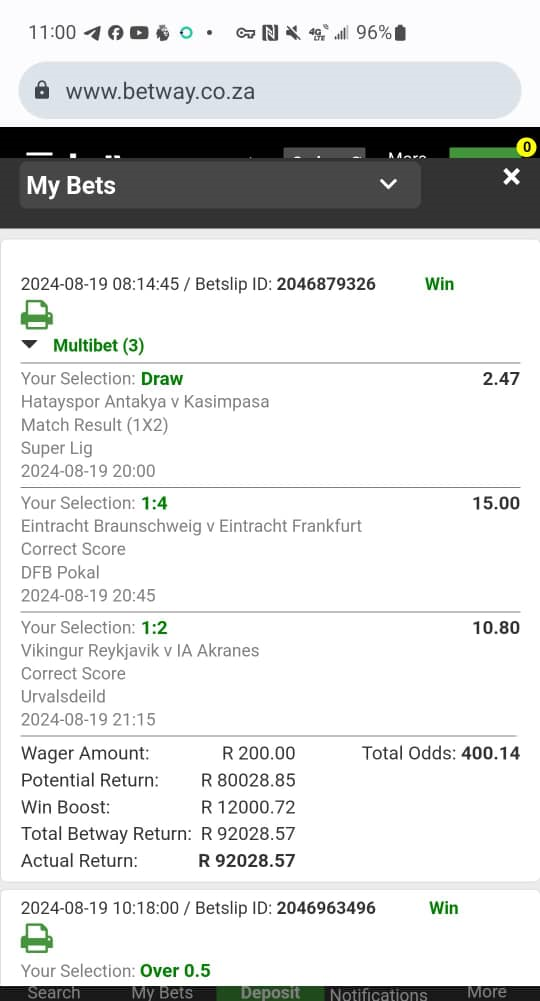 11:00 4G LTE 96%
www.betway.co.za
More 0
My Bets ×
2024-08-19 08:14:45 / Betslip ID: 2046879326 Win
Multibet (3)
Your Selection: Draw 2.47
Hatayspor Antakya v Kasimpasa
Match Result (1X2)
Super Lig
2024-08-19 20:00
Your Selection: 1:4 15.00
Eintracht Braunschweig v Eintracht Frankfurt
Correct Score
DFB Pokal
2024-08-19 20:45
Your Selection: 1:2 10.80
Vikingur Reykjavik v IA Akranes
Correct Score
Urvalsdeild
2024-08-19 21:15
Wager Amount: R 200.00 Total Odds: 400.14
Potential Return: R 80028.85
Win Boost: R 12000.72
Total Betway Return: R 92028.57
Actual Return: R 92028.57
2024-08-19 10:18:00 / Betslip ID: 2046963496 Win
Your Selection: Over 0.5
Search My Bets Deposit Notifications More